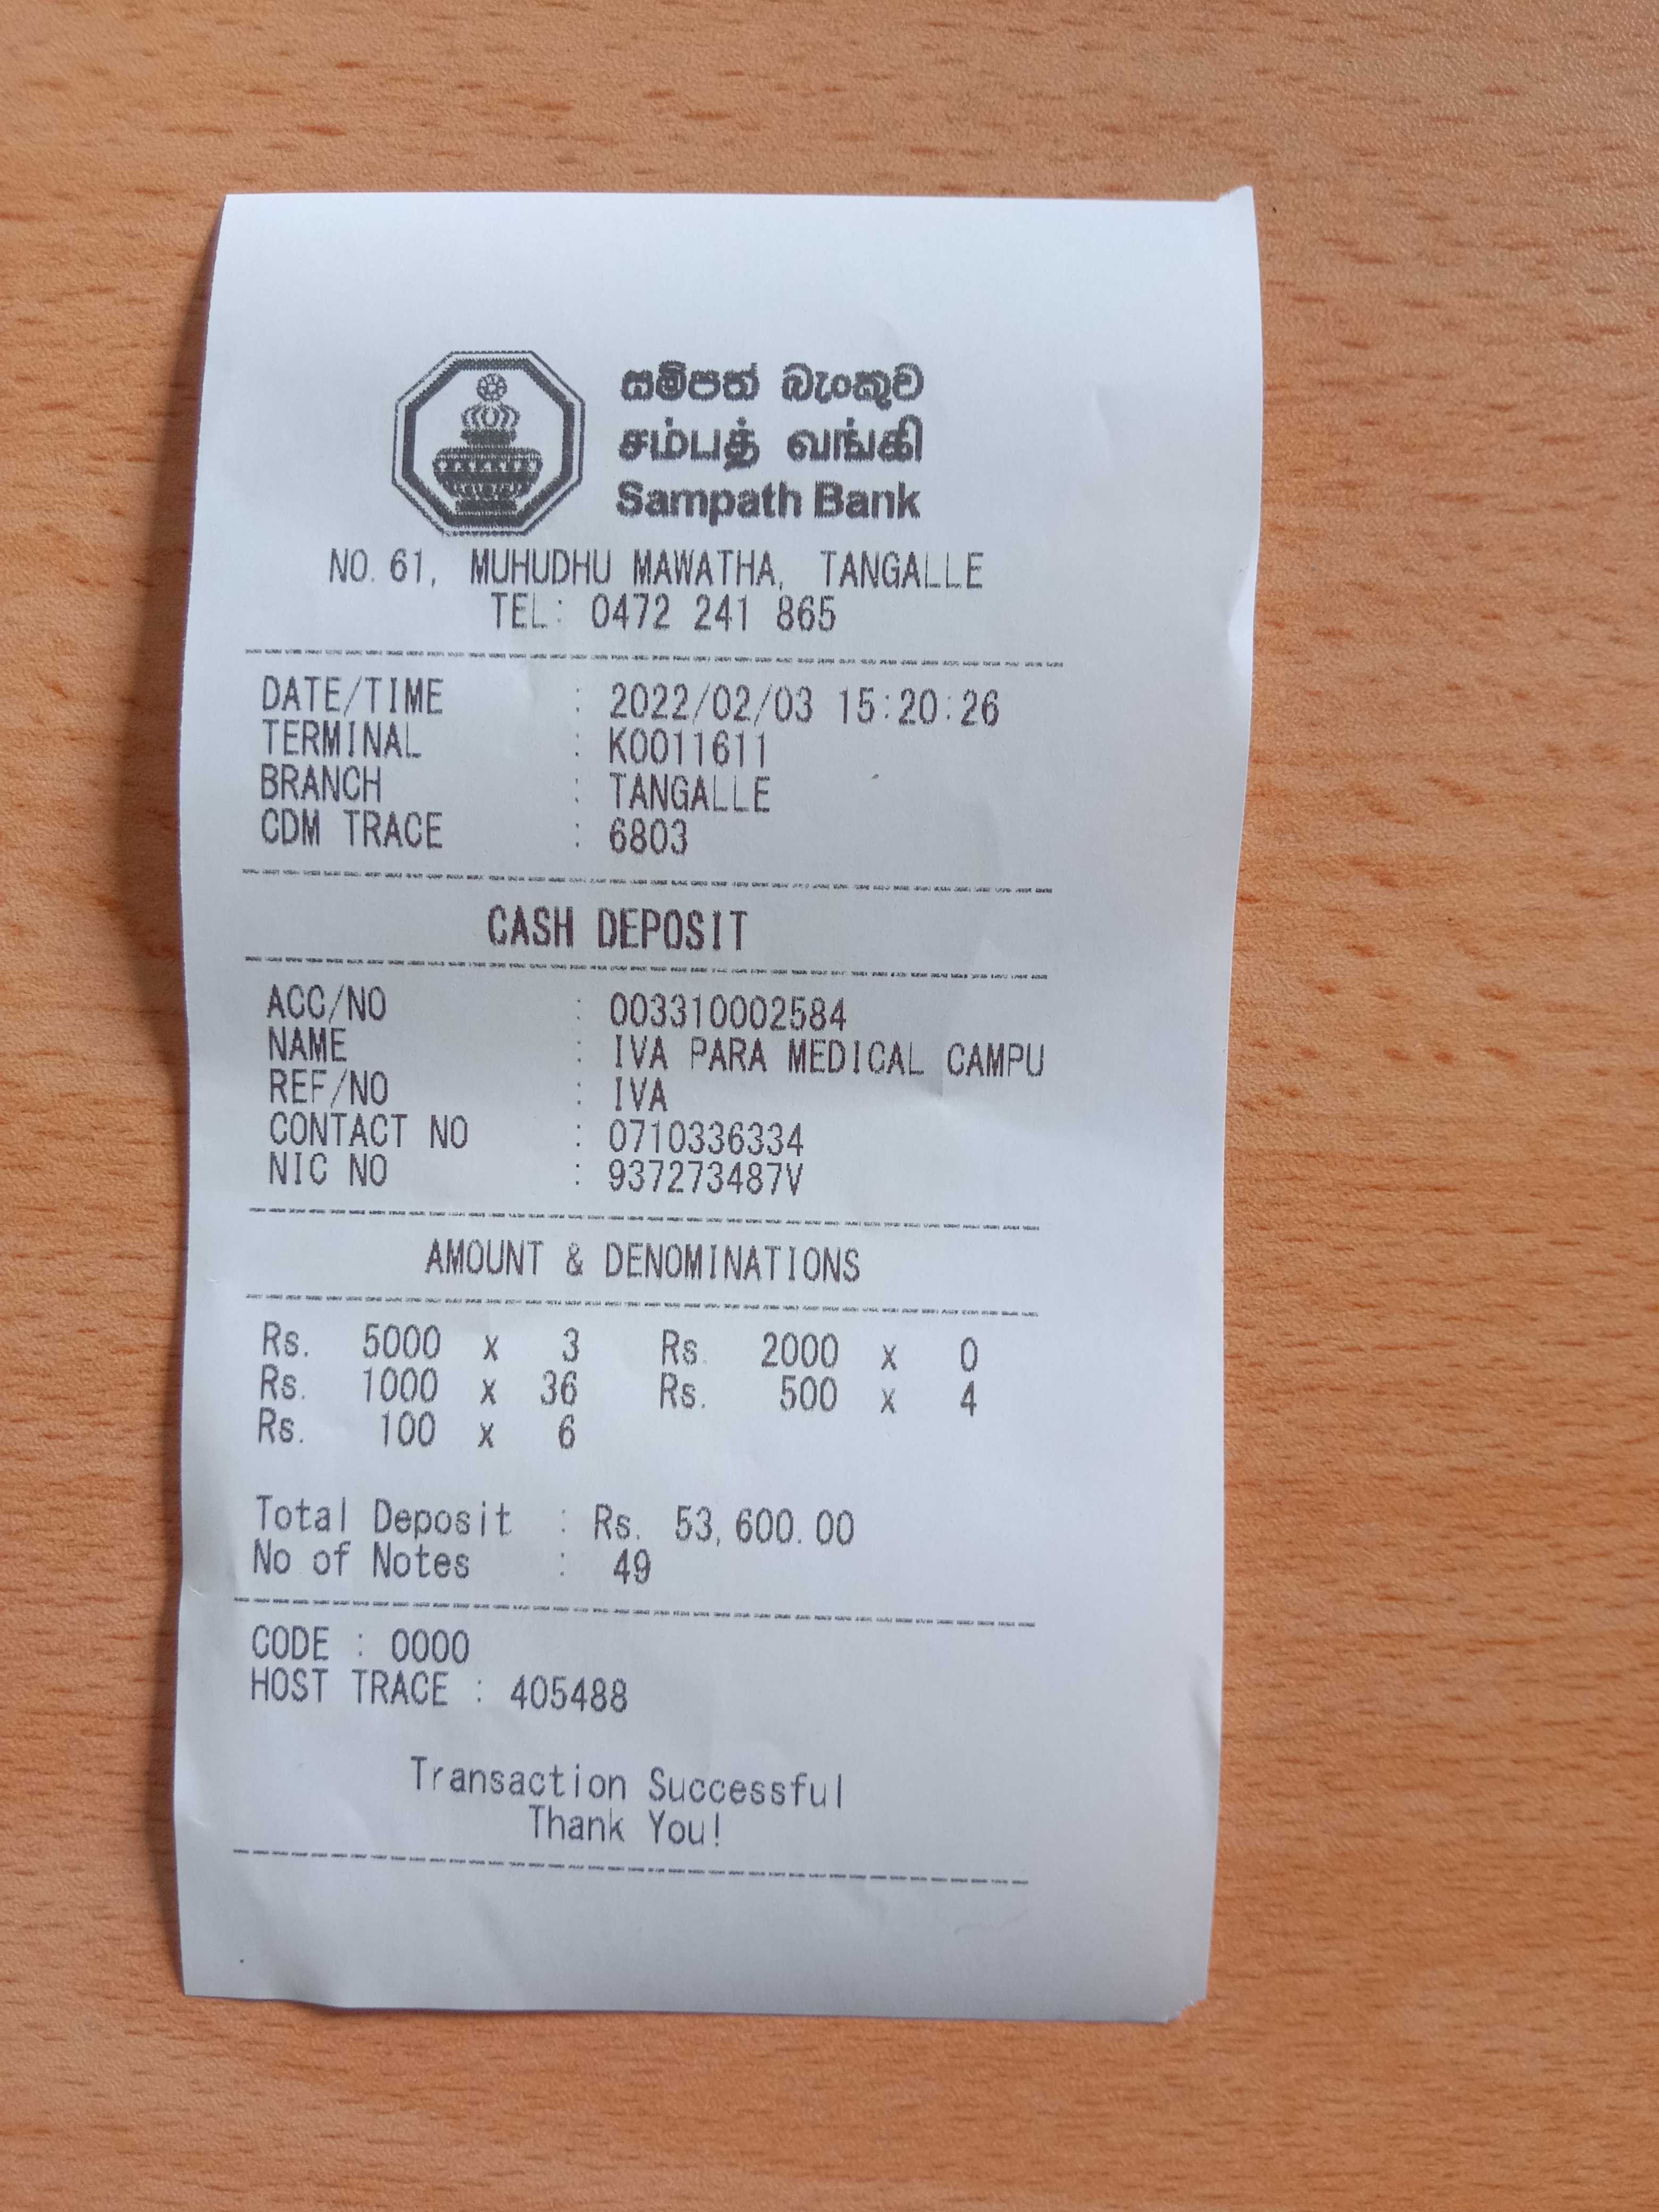 සම්පත් බැංකුව
சம்பத் வங்கி
Sampath Bank
NO. 61, MUHUDHU MAWATHA, TANGALLE
TEL: 0472 241 865
DATE/TIME : 2022/02/03 15:20:26
TERMINAL : K0011611
BRANCH : TANGALLE
CDM TRACE : 6803
CASH DEPOSIT
ACC/NO : 003310002584
NAME : IVA PARA MEDICAL CAMPU
REF/NO : IVA
CONTACT NO : 0710336334
NIC NO : 937273487V
AMOUNT & DENOMINATIONS
Rs. 5000 x 3 Rs. 2000 x 0
Rs. 1000 x 36 Rs. 500 x 4
Rs. 100 x 6
Total Deposit : Rs. 53,600.00
No of Notes : 49
CODE : 0000
HOST TRACE : 405488
Transaction Successful
Thank You!